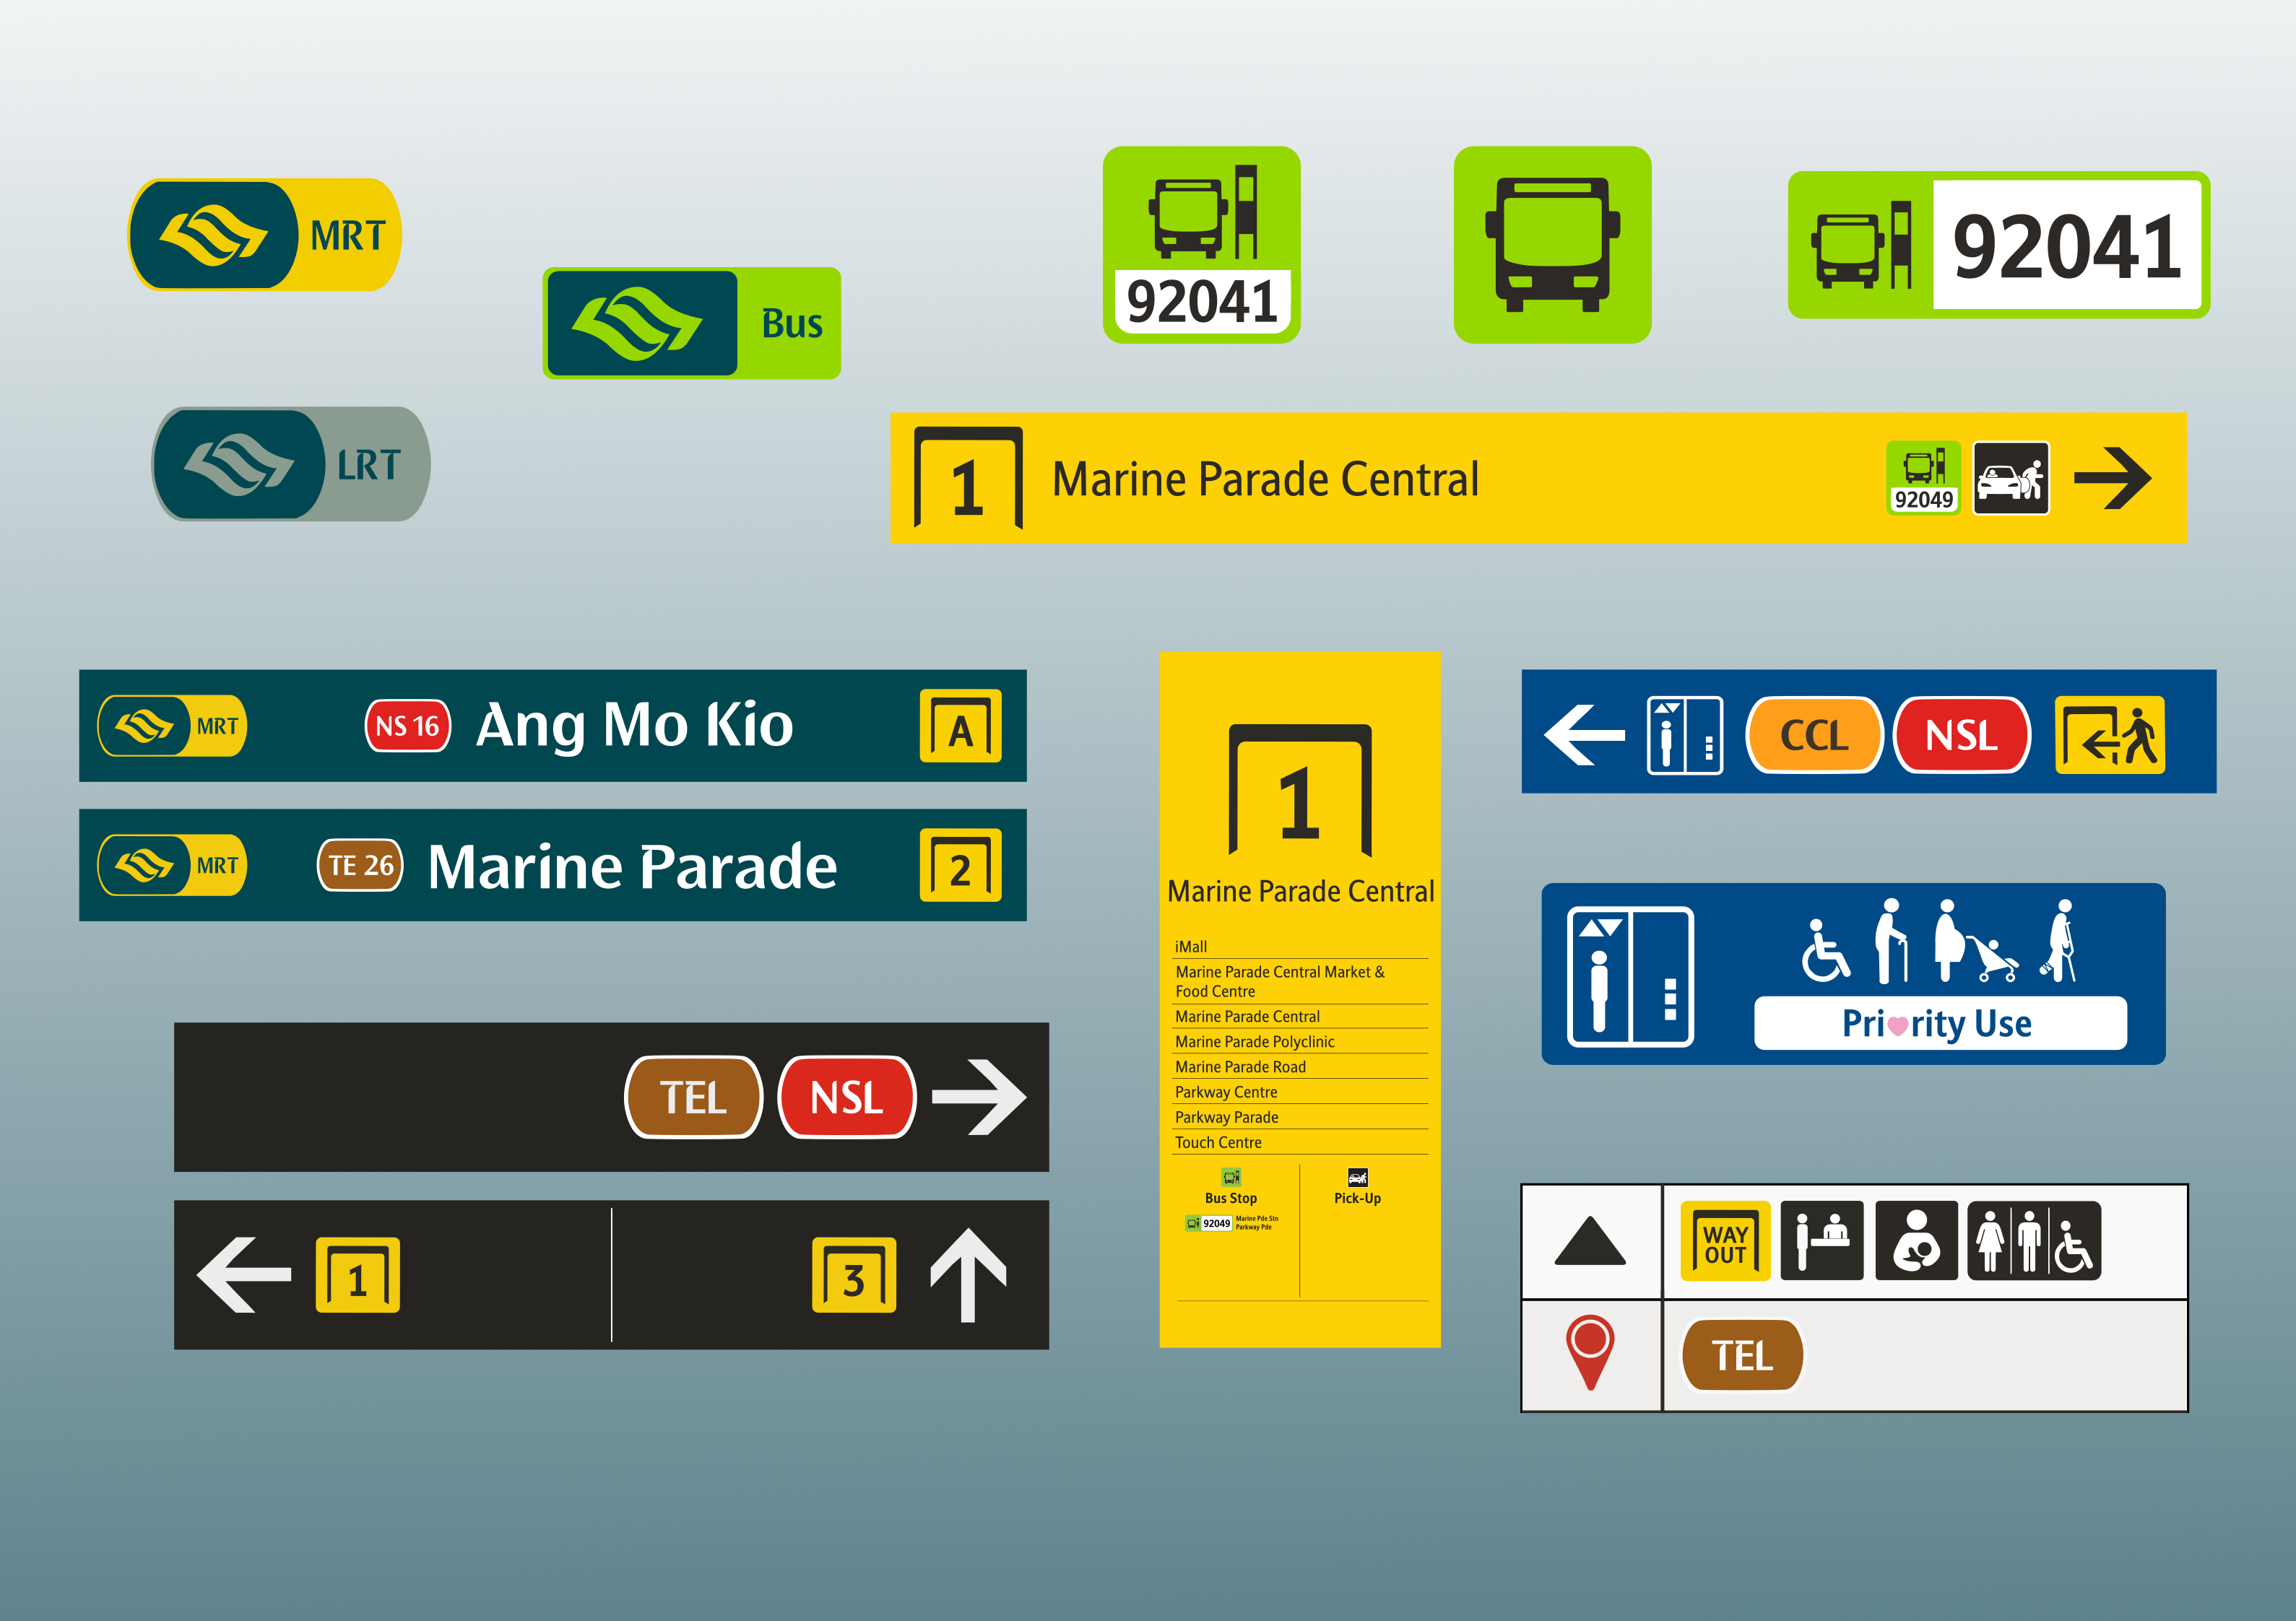 MRT
Bus
LRT
92041
92041
1 Marine Parade Central 92049
MRT NS 16 Ang Mo Kio A
MRT TE 26 Marine Parade 2
TEL NSL
1 3
1
Marine Parade Central
iMall
Marine Parade Central Market &
Food Centre
Marine Parade Central
Marine Parade Polyclinic
Marine Parade Road
Parkway Centre
Parkway Parade
Touch Centre
Bus Stop Pick-Up
92049 Marine Pde Stn
Parkway Pde
CCL NSL
Priority Use
WAY
OUT
TEL